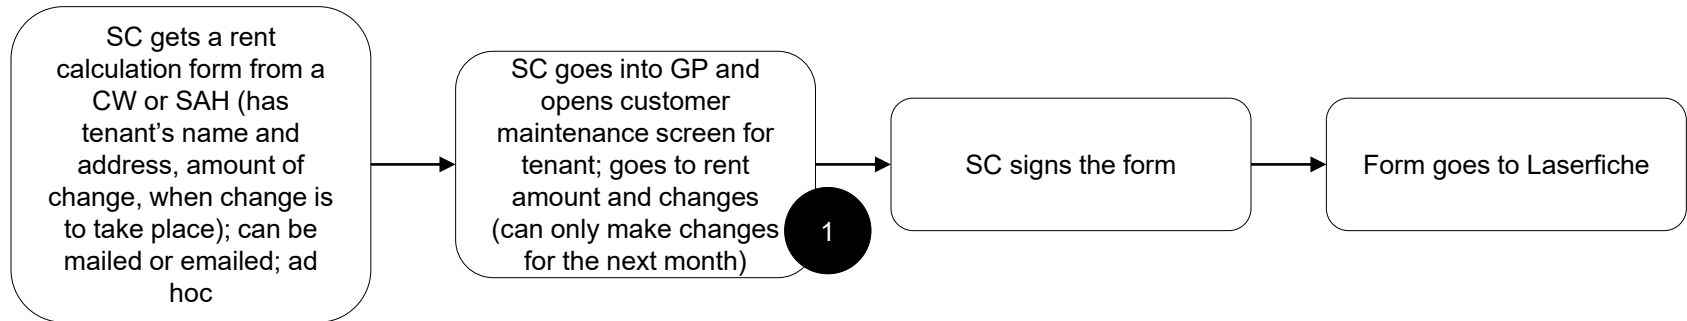 SC gets a rent
calculation form from a
CW or SAH (has
tenant’s name and
address, amount of
change, when change is
to take place); can be
mailed or emailed; ad
hoc
SC goes into GP and
opens customer
maintenance screen for
tenant; goes to rent
amount and changes
(can only make changes
for the next month)
1
SC signs the form
Form goes to Laserfiche